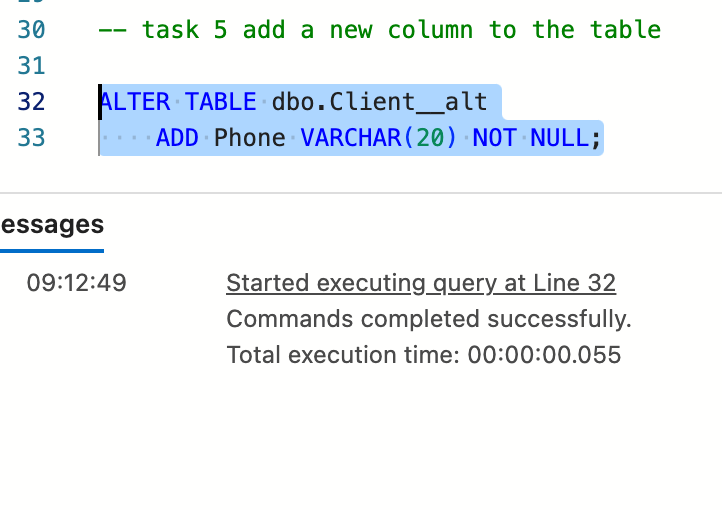 30 -- task 5 add a new column to the table
31
32 ALTER TABLE dbo.Client__alt
33 ADD Phone VARCHAR(20) NOT NULL;
essages
09:12:49 Started executing query at Line 32
Commands completed successfully.
Total execution time: 00:00:00.055